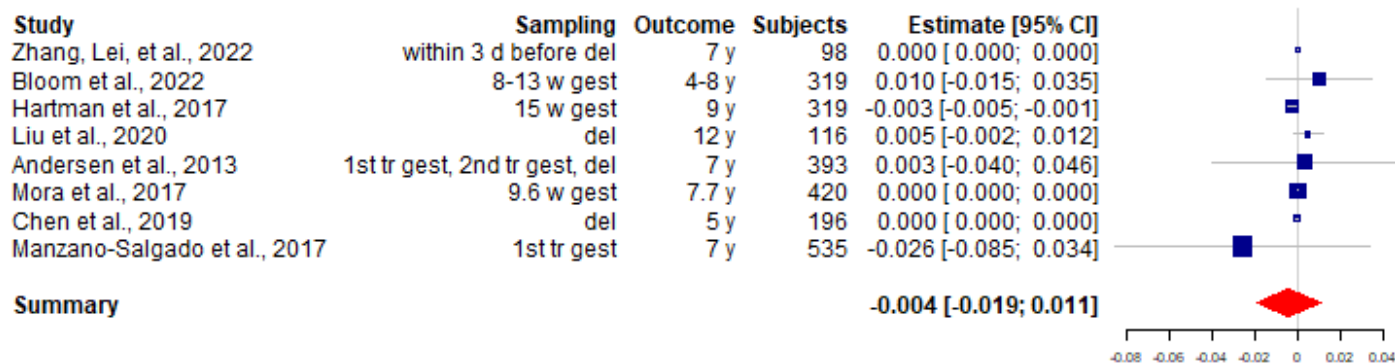 Study Sampling Outcome Subjects Estimate [95% CI]
Zhang, Lei, et al., 2022 within 3 d before del 7 y 98 0.000 [ 0.000; 0.000]
Bloom et al., 2022 8-13 w gest 4-8 y 319 0.010 [-0.015; 0.035]
Hartman et al., 2017 15 w gest 9 y 319 -0.003 [-0.005; -0.001]
Liu et al., 2020 del 12 y 116 0.005 [-0.002; 0.012]
Andersen et al., 2013 1st tr gest, 2nd tr gest, del 7 y 393 0.003 [-0.040; 0.046]
Mora et al., 2017 9.6 w gest 7.7 y 420 0.000 [ 0.000; 0.000]
Chen et al., 2019 del 5 y 196 0.000 [ 0.000; 0.000]
Manzano-Salgado et al., 2017 1st tr gest 7 y 535 -0.026 [-0.085; 0.034]
Summary -0.004 [-0.019; 0.011]
-0.08 -0.06 -0.04 -0.02 0 0.02 0.04